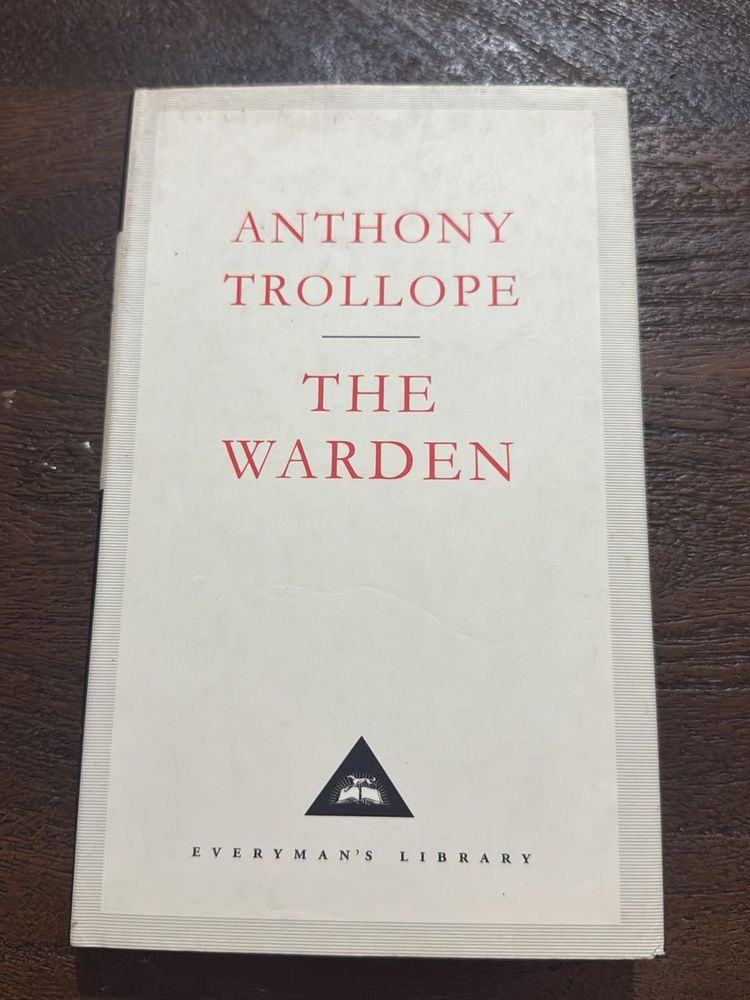 ANTHONY
TROLLOPE
THE
WARDEN
EVERYMAN'S LIBRARY